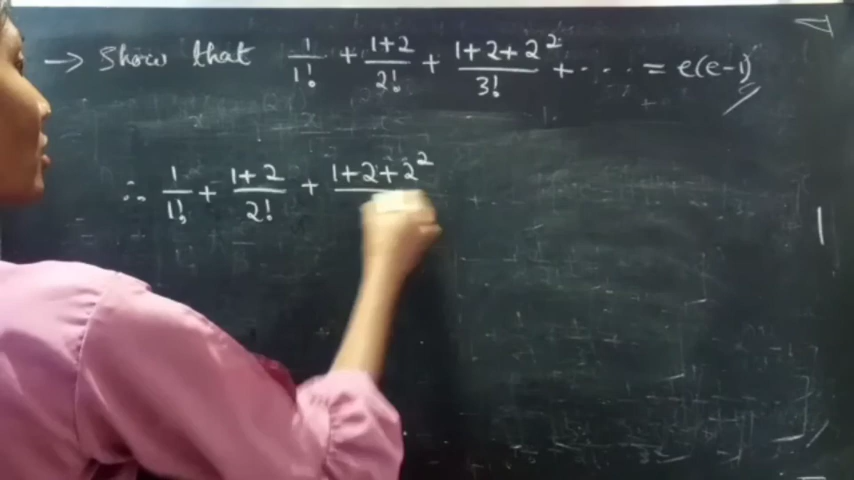 → Show that 1/1! + (1+2)/2! + (1+2+2²)/3! + ···· = e(e-1)
∴ 1/1! + (1+2)/2! + (1+2+2²)/